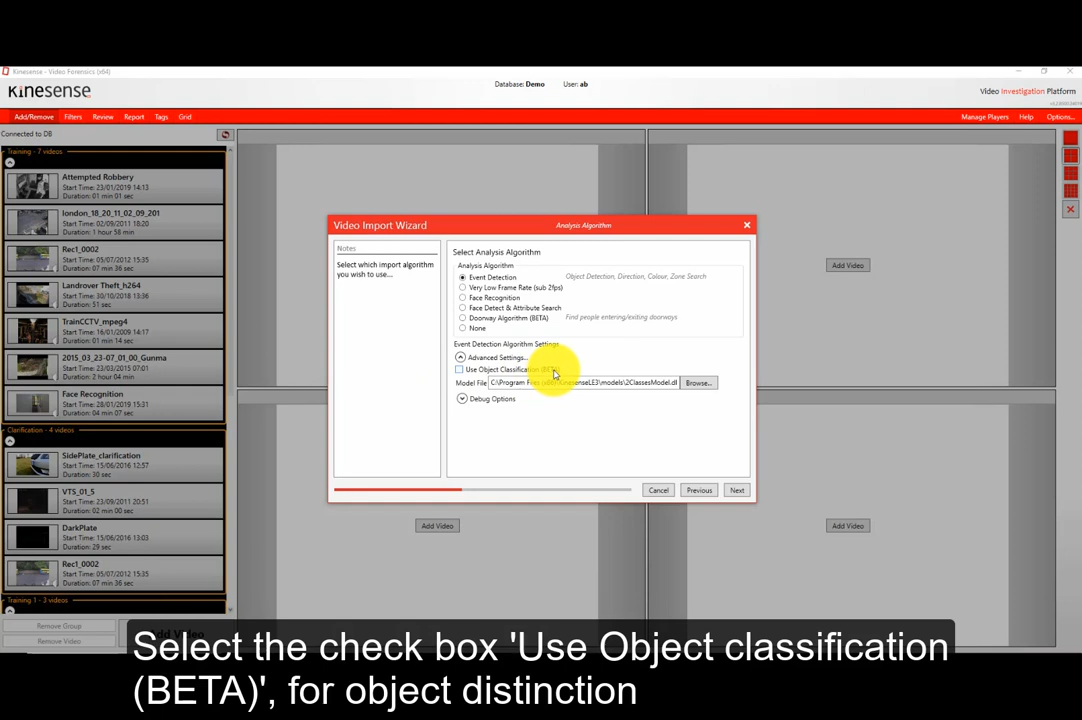 Kinesense - Video Forensics (x64)
Kinesense
Database: Demo
User: ab
Video Investigation Platform
Add/Remove
Filters
Review
Report
Tags
Grid
Manage Players
Help
Options...
Connected to DB
Training - 7 videos
Attempted Robbery
Start Time: 23/01/2019 14:13
Duration: 01 min 01 sec
london_18_20_11_02_09_201
Start Time: 02/09/2011 18:20
Duration: 1 hour 58 min
Rec1_0002
Start Time: 05/07/2012 15:35
Duration: 07 min 36 sec
Landrover Theft_h264
Start Time: 30/10/2018 13:36
Duration: 51 sec
TrainCCTV_mpeg4
Start Time: 16/01/2009 14:17
Duration: 01 min 14 sec
2015_03_23-07_01_00_Gunma
Duration: 2 hour 04 min
Face Recognition
Start Time: 28/01/2019 15:31
Duration: 04 min 03 sec
Clarification - 4 videos
SidePlate_clarification
Start Time: 15/06/2016 12:57
Duration: 30 sec
VTS_01_5
Start Time: 23/09/2011 20:51
Duration: 02 min 00 sec
DarkPlate
Start Time: 15/06/2016 13:03
Duration: 29 sec
Rec1_0002
Start Time: 05/07/2012 15:35
Duration: 07 min 36 sec
Training 1 - 3 videos
Remove Group
Remove Video
Add Video
Add Video
Add Video
Video Import Wizard
Analysis Algorithm
Notes
Select which import algorithm
you wish to use...
Select Analysis Algorithm
Analysis Algorithm
Event Detection
Object Detection, Direction, Colour, Zone Search
Very Low Frame Rate (sub 2fps)
Face Recognition
Face Detect & Attribute Search
Doorway Algorithm (BETA)
Find people entering/exiting doorways
None
Event Detection Algorithm Settings
Advanced Settings...
Use Object Classification (BETA)
Model File
C:\Program Files (x86)\KinesenseLE3\models\2ClassesModel.dl
Browse...
Debug Options
Cancel
Previous
Next
Select the check box 'Use Object classification
(BETA)', for object distinction